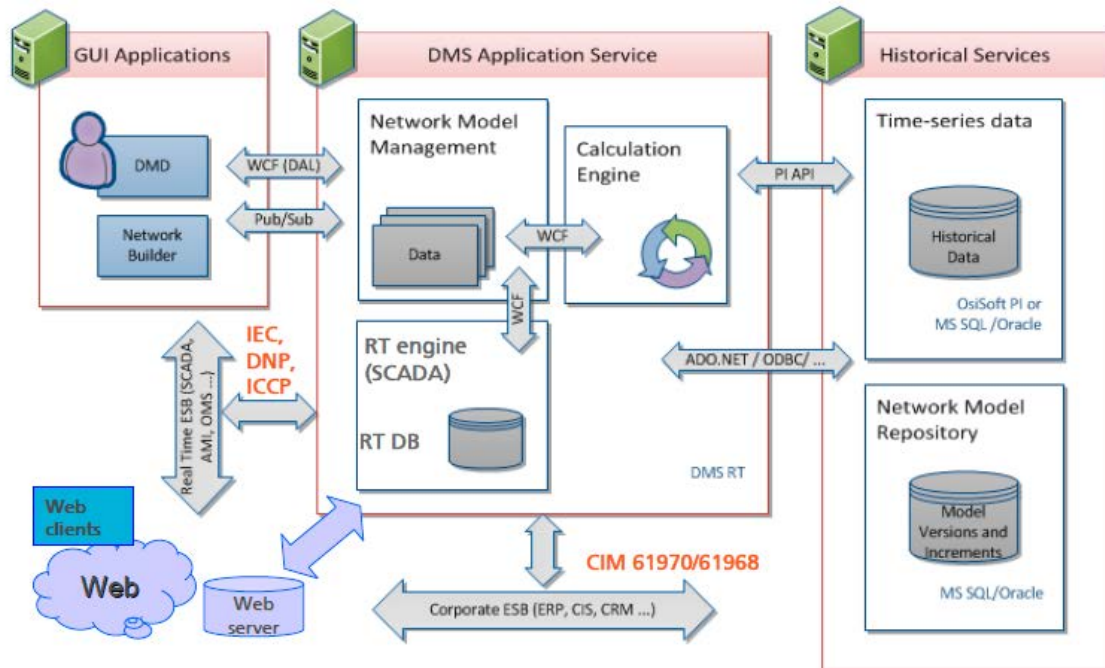 GUI Applications
DMD
Network
Builder
WCF (DAL)
Pub/Sub
DMS Application Service
Network Model
Management
Data
Calculation
Engine
WCF
WCF
RT engine
(SCADA)
RT DB
DMS RT
PI API
ADO.NET / ODBC/ ...
Historical Services
Time-series data
Historical
Data
OsiSoft PI or
MS SQL /Oracle
Network Model
Repository
Model
Versions and
Increments
MS SQL/Oracle
IEC,
DNP,
ICCP
Real Time ESB (SCADA,
AMI, OMS ...)
Web
clients
Web
Web
server
CIM 61970/61968
Corporate ESB (ERP, CIS, CRM ...)